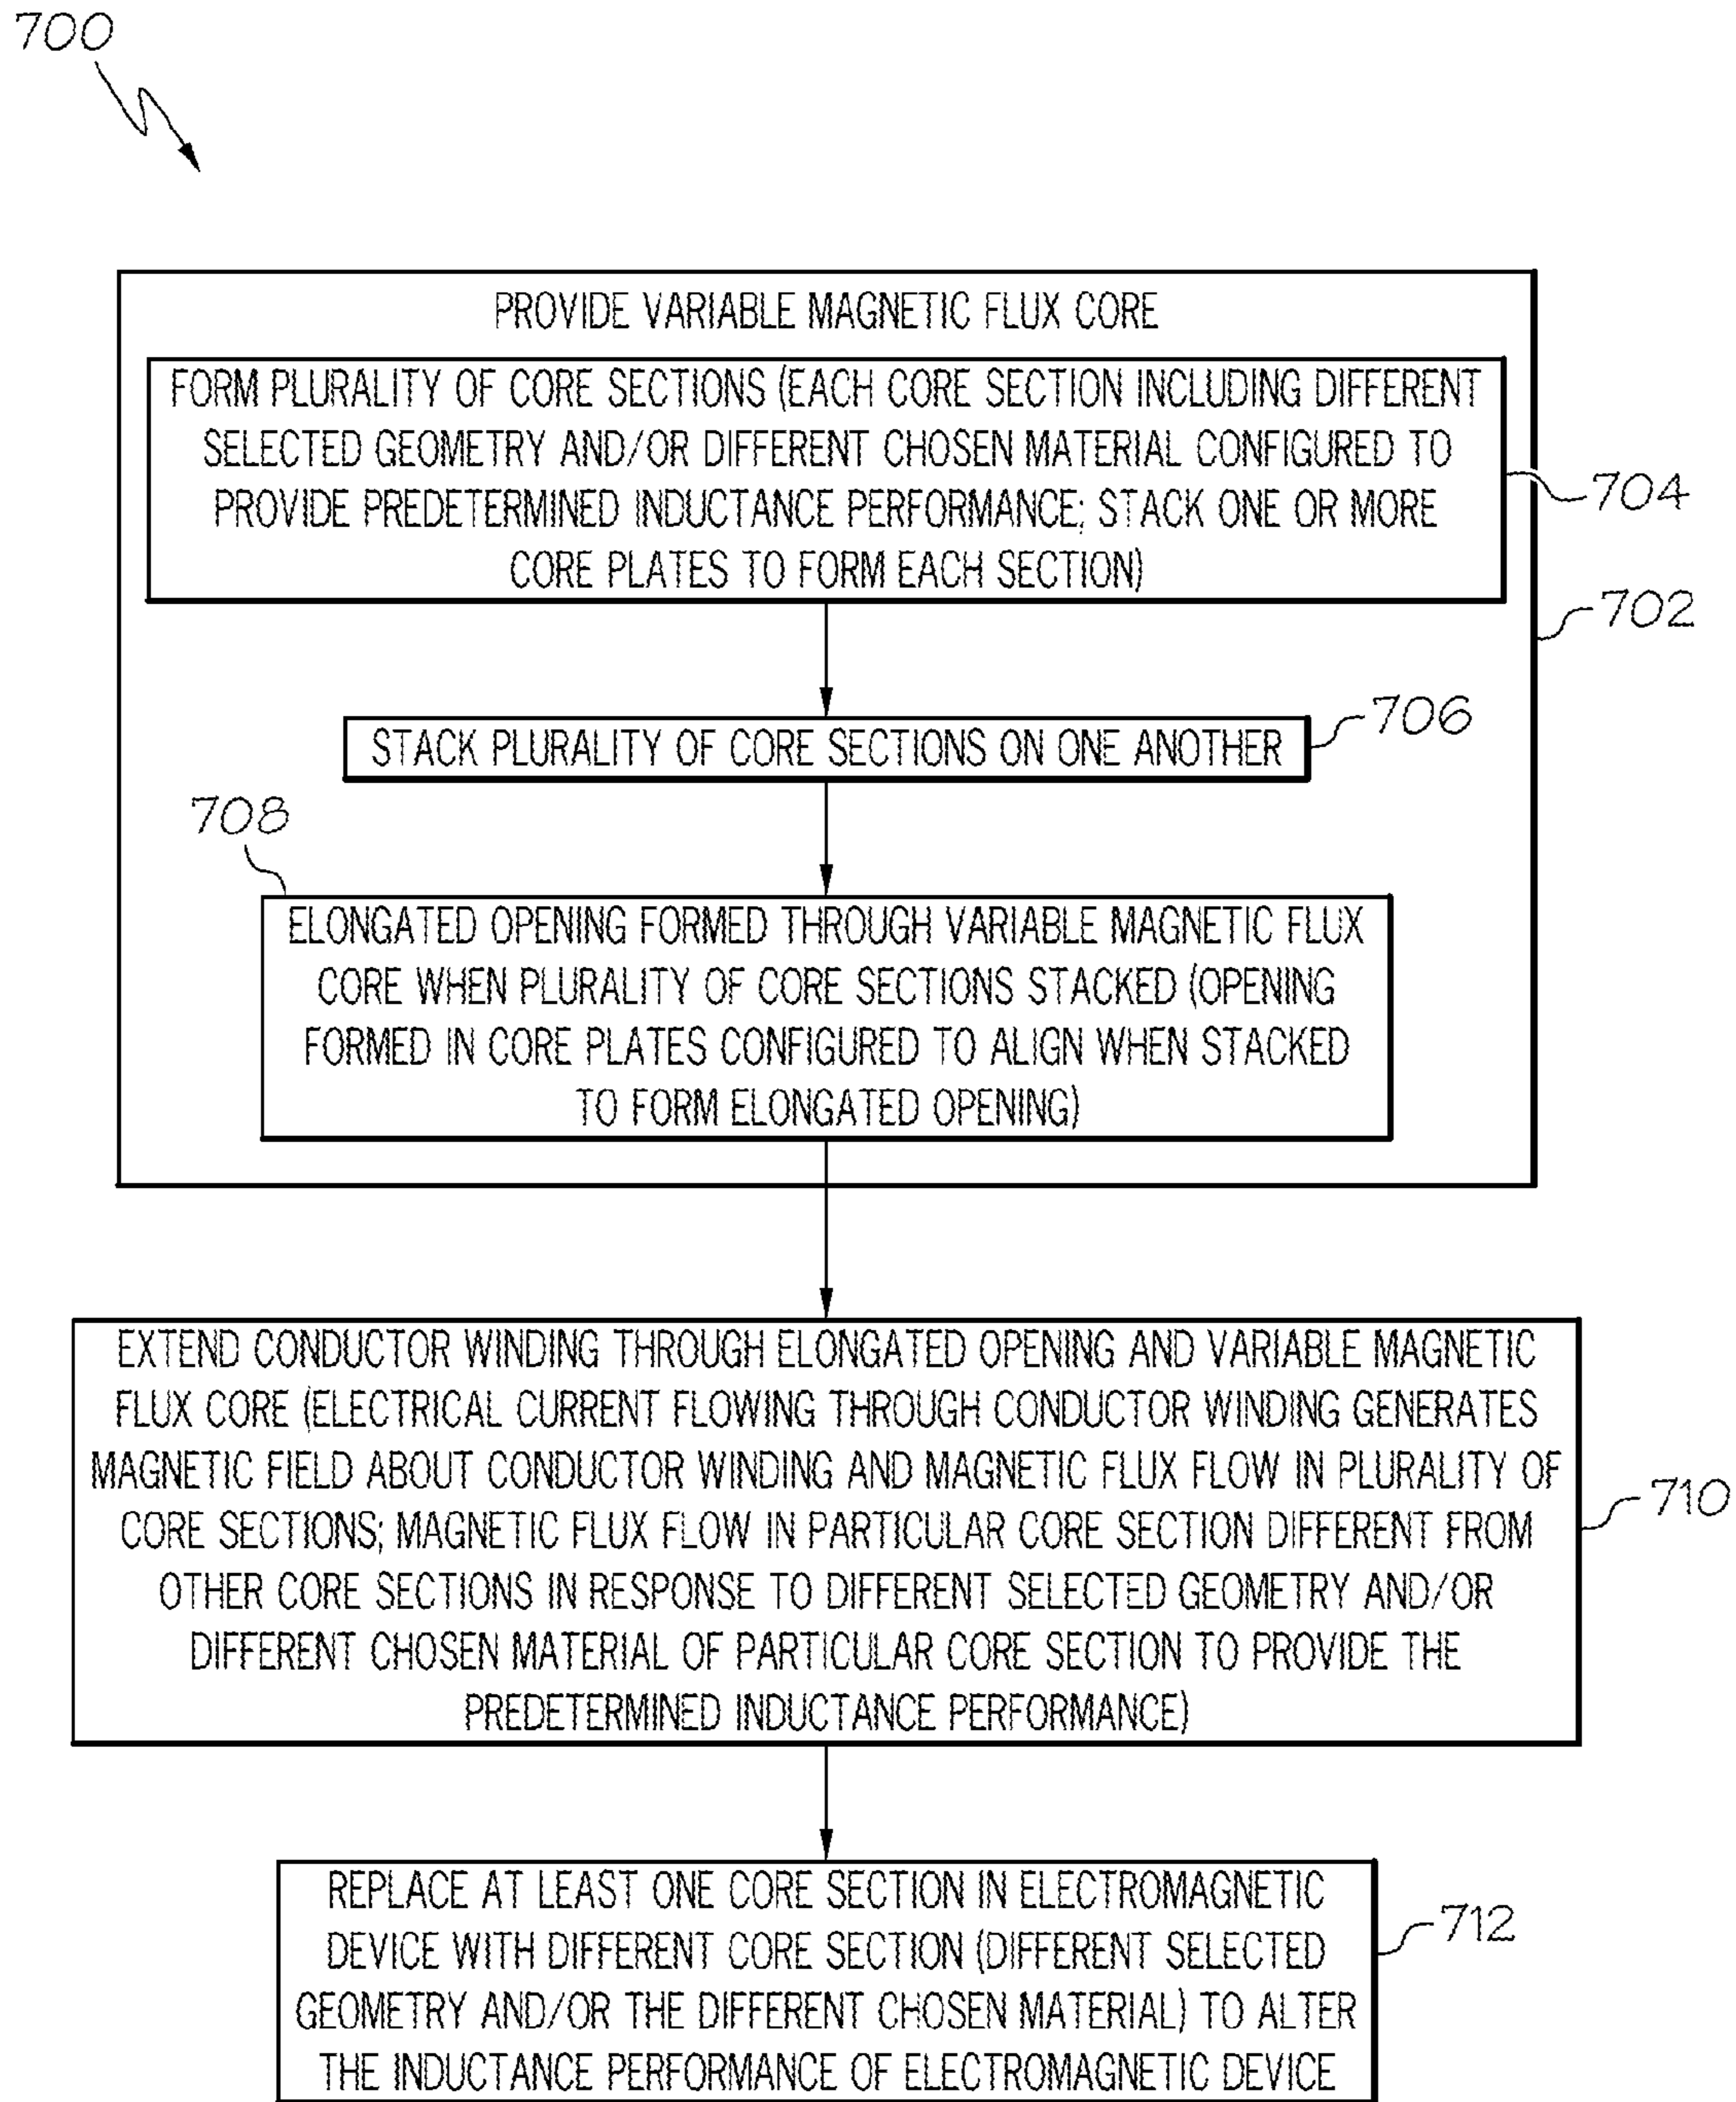 700
PROVIDE VARIABLE MAGNETIC FLUX CORE
FORM PLURALITY OF CORE SECTIONS (EACH CORE SECTION INCLUDING DIFFERENT
SELECTED GEOMETRY AND/OR DIFFERENT CHOSEN MATERIAL CONFIGURED TO
PROVIDE PREDETERMINED INDUCTANCE PERFORMANCE; STACK ONE OR MORE
CORE PLATES TO FORM EACH SECTION)
704
702
STACK PLURALITY OF CORE SECTIONS ON ONE ANOTHER
706
708
ELONGATED OPENING FORMED THROUGH VARIABLE MAGNETIC FLUX
CORE WHEN PLURALITY OF CORE SECTIONS STACKED (OPENING
FORMED IN CORE PLATES CONFIGURED TO ALIGN WHEN STACKED
TO FORM ELONGATED OPENING)
EXTEND CONDUCTOR WINDING THROUGH ELONGATED OPENING AND VARIABLE MAGNETIC
FLUX CORE (ELECTRICAL CURRENT FLOWING THROUGH CONDUCTOR WINDING GENERATES
MAGNETIC FIELD ABOUT CONDUCTOR WINDING AND MAGNETIC FLUX FLOW IN PLURALITY OF
CORE SECTIONS; MAGNETIC FLUX FLOW IN PARTICULAR CORE SECTION DIFFERENT FROM
OTHER CORE SECTIONS IN RESPONSE TO DIFFERENT SELECTED GEOMETRY AND/OR
DIFFERENT CHOSEN MATERIAL OF PARTICULAR CORE SECTION TO PROVIDE THE
PREDETERMINED INDUCTANCE PERFORMANCE)
710
REPLACE AT LEAST ONE CORE SECTION IN ELECTROMAGNETIC
DEVICE WITH DIFFERENT CORE SECTION (DIFFERENT SELECTED
GEOMETRY AND/OR THE DIFFERENT CHOSEN MATERIAL) TO ALTER
THE INDUCTANCE PERFORMANCE OF ELECTROMAGNETIC DEVICE
712